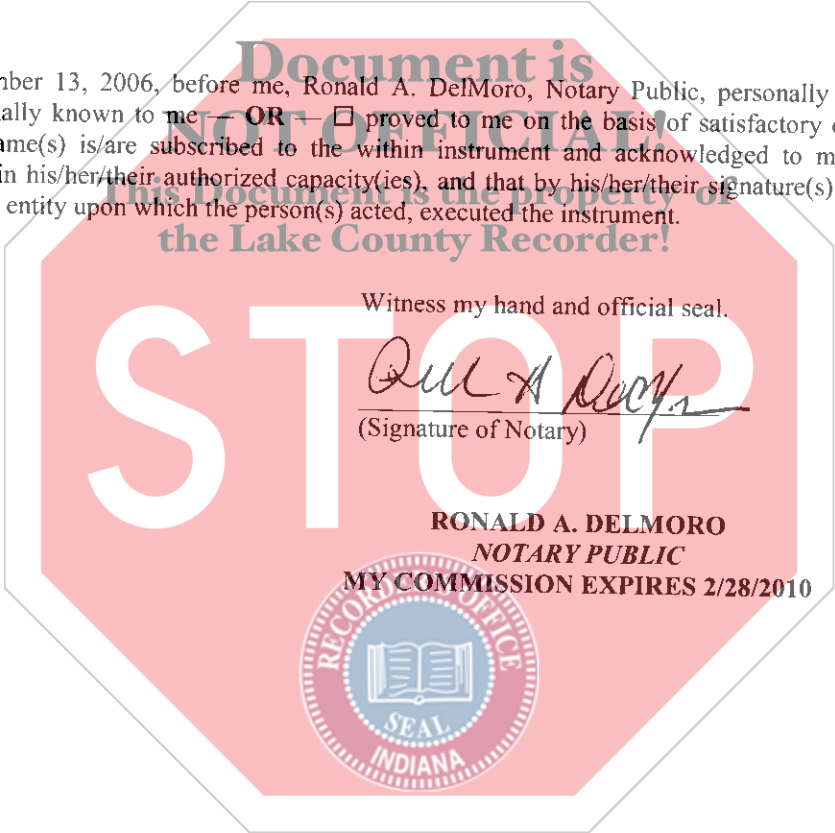 Document is
mber 13, 2006, before me, Ronald A. DelMoro, Notary Public, personally
ally known to me — OR — ☐ proved to me on the basis of satisfactory
NOT OFFICIAL!
ame(s) is/are subscribed to the within instrument and acknowledged to m
in his/her/their authorized capacity(ies), and that by his/her/their signature(s)
This Document is the property of
entity upon which the person(s) acted, executed the instrument.
the Lake County Recorder!
Witness my hand and official seal.
(Signature of Notary)
STOP
RONALD A. DELMORO
NOTARY PUBLIC
MY COMMISSION EXPIRES 2/28/2010
RECORDER'S OFFICE
SEAL
INDIANA